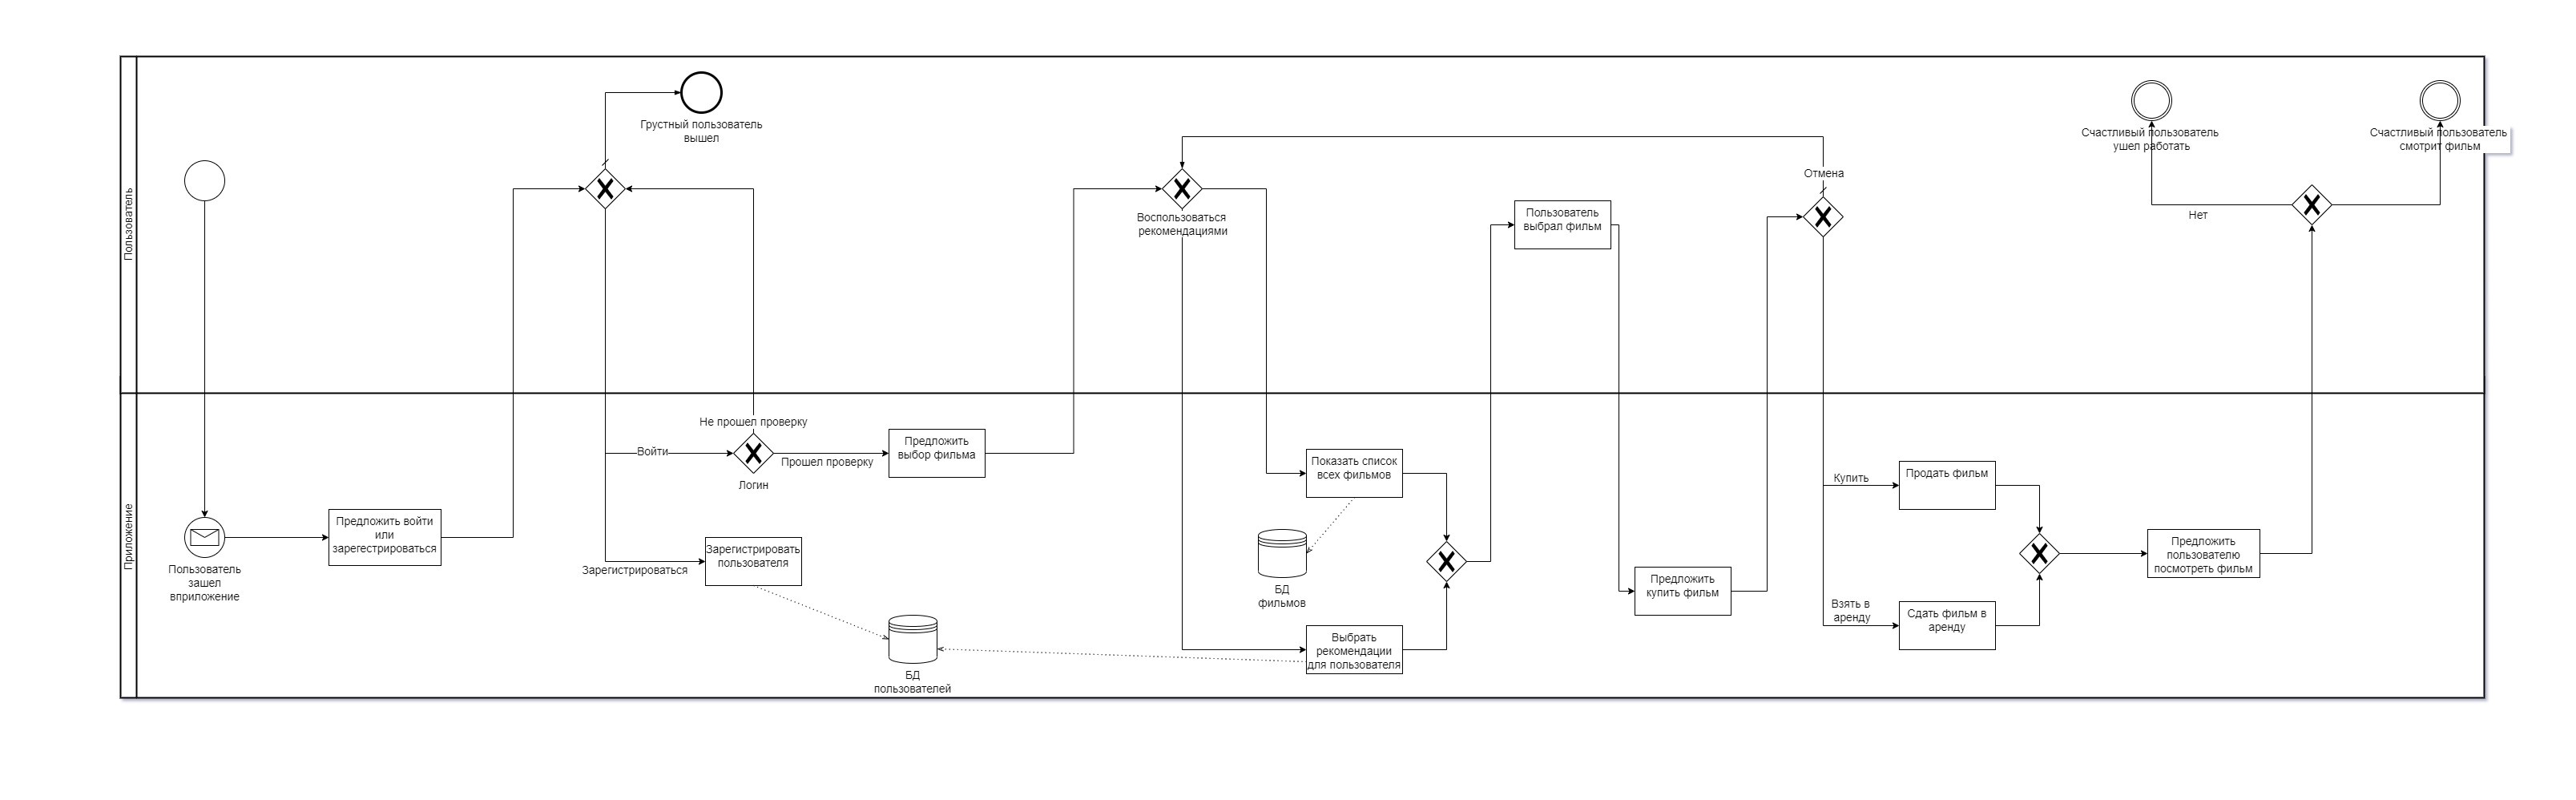 Пользователь
Грустный пользователь
вышел
Воспользоваться
рекомендациями
Пользователь
выбрал фильм
Отмена
Счастливый пользователь
ушел работать
Счастливый пользователь
смотрит фильм
Нет
Приложение
Пользователь
зашел
вприложение
Предложить войти
или
зарегестрироваться
Войти
Не прошел проверку
Логин
Прошел проверку
Предложить
выбор фильма
Зарегистрироваться
Зарегистрировать
пользователя
БД
пользователей
Показать список
всех фильмов
БД
фильмов
Выбрать
рекомендации
для пользователя
Предложить
купить фильм
Купить
Продать фильм
Взять в
аренду
Сдать фильм в
аренду
Предложить
пользователю
посмотреть фильм